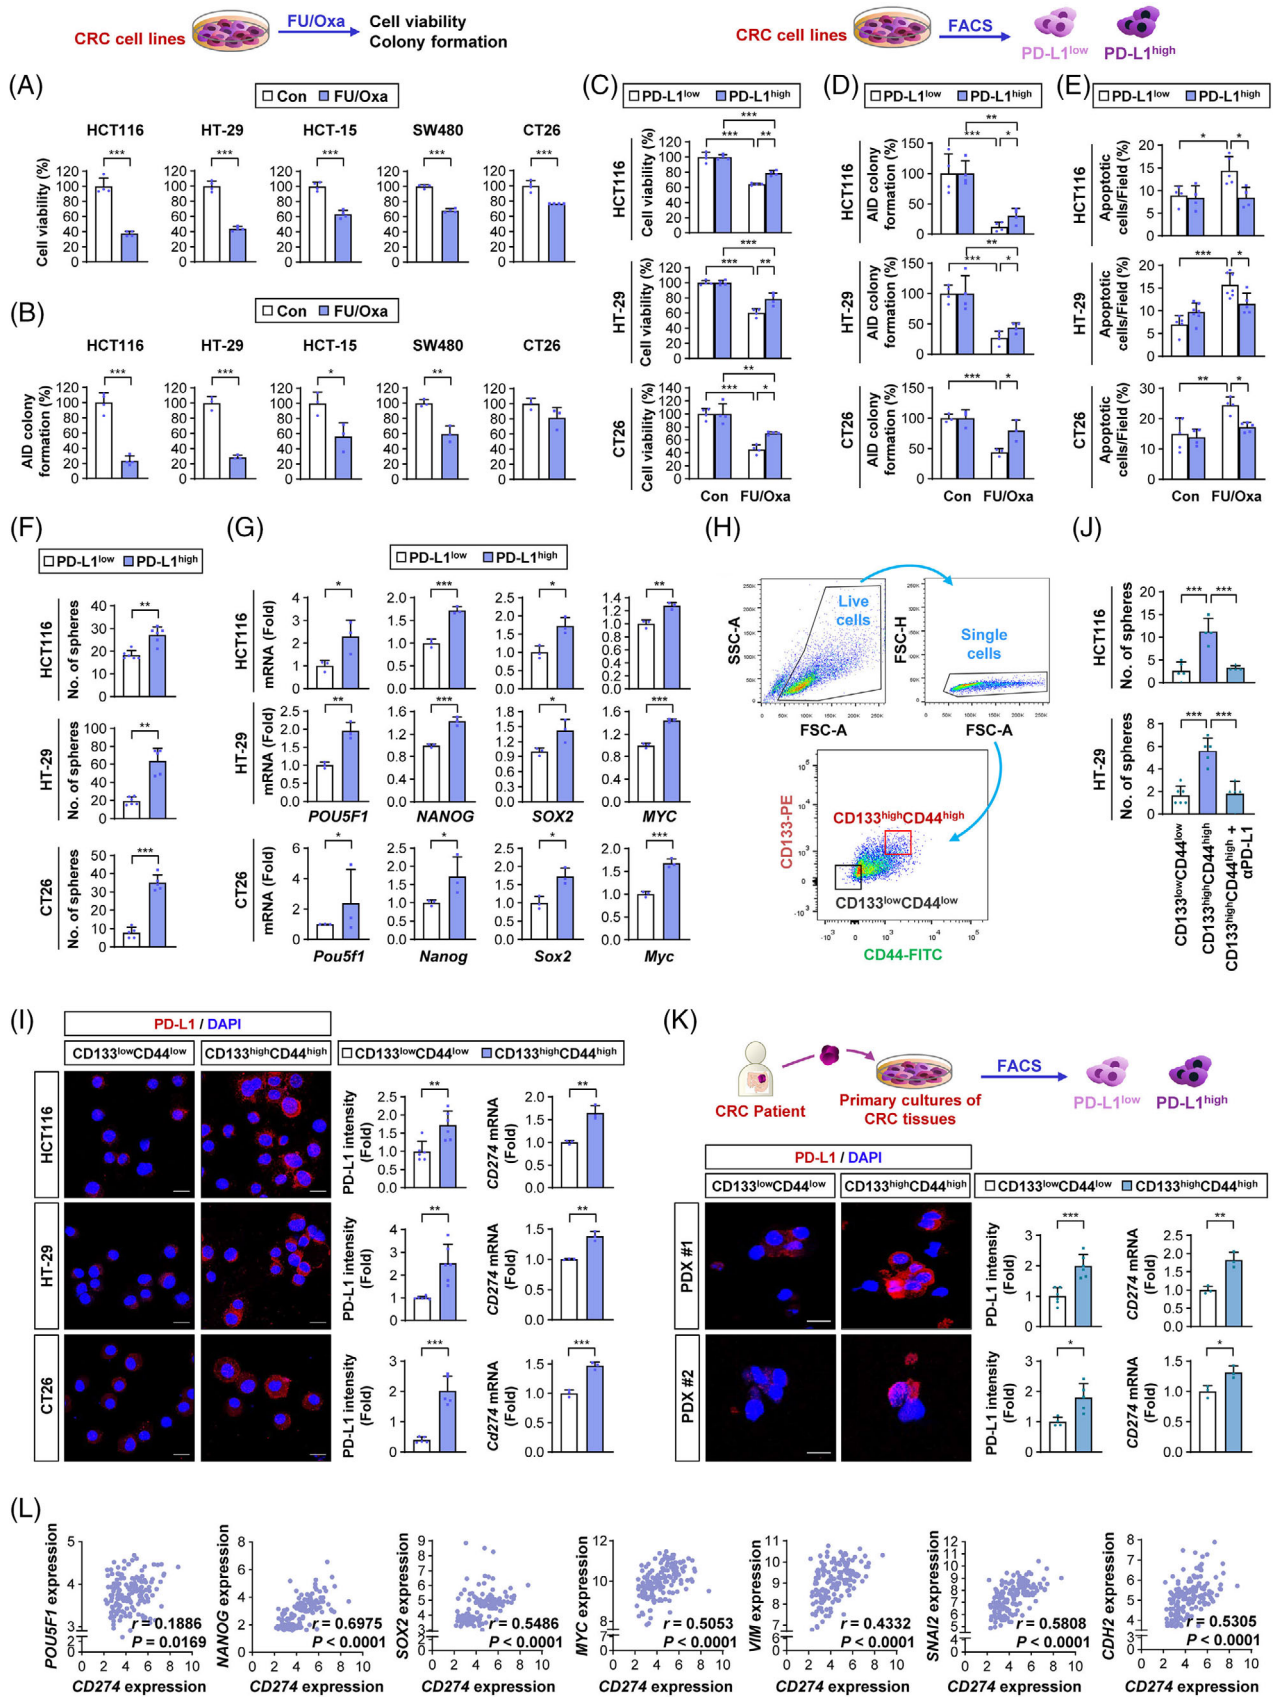 CRC cell lines
FU/Oxa
Cell viability
Colony formation
CRC cell lines
FACS
PD-L1low
PD-L1high
(A)
Con FU/Oxa
HCT116 HT-29 HCT-15 SW480 CT26
Cell viability (%)
(B)
Con FU/Oxa
HCT116 HT-29 HCT-15 SW480 CT26
AID colony
formation (%)
(C)
PD-L1low PD-L1high
HCT116
Cell viability (%)
HT-29
Cell viability (%)
CT26
Cell viability (%)
Con FU/Oxa
(D)
PD-L1low PD-L1high
HCT116
AID colony
formation (%)
HT-29
AID colony
formation (%)
CT26
AID colony
formation (%)
Con FU/Oxa
(E)
PD-L1low PD-L1high
HCT116
Apoptotic
cells/Field (%)
HT-29
Apoptotic
cells/Field (%)
CT26
Apoptotic
cells/Field (%)
Con FU/Oxa
(F)
PD-L1low PD-L1high
HCT116
No. of spheres
HT-29
No. of spheres
CT26
No. of spheres
(G)
PD-L1low PD-L1high
HCT116
mRNA (Fold)
HT-29
mRNA (Fold)
POU5F1 NANOG SOX2 MYC
CT26
mRNA (Fold)
Pou5f1 Nanog Sox2 Myc
(H)
Live
cells
SSC-A
FSC-A
Single
cells
FSC-H
FSC-A
CD133-PE
CD133highCD44high
CD133lowCD44low
CD44-FITC
(J)
HCT116
No. of spheres
HT-29
No. of spheres
CD133lowCD44low
CD133highCD44high
CD133highCD44high +
αPD-L1
(I)
PD-L1 / DAPI
CD133lowCD44low CD133highCD44high
CD133lowCD44low CD133highCD44high
HCT116
PD-L1 intensity
(Fold)
CD274 mRNA
(Fold)
HT-29
PD-L1 intensity
(Fold)
CD274 mRNA
(Fold)
CT26
PD-L1 intensity
(Fold)
Cd274 mRNA
(Fold)
(K)
CRC Patient
Primary cultures of
CRC tissues
FACS
PD-L1low
PD-L1high
PD-L1 / DAPI
CD133lowCD44low CD133highCD44high
CD133lowCD44low CD133highCD44high
PDX #1
PD-L1 intensity
(Fold)
CD274 mRNA
(Fold)
PDX #2
PD-L1 intensity
(Fold)
CD274 mRNA
(Fold)
(L)
POU5F1 expression
r = 0.1886
P = 0.0169
CD274 expression
NANOG expression
r = 0.6975
P < 0.0001
CD274 expression
SOX2 expression
r = 0.5486
P < 0.0001
CD274 expression
MYC expression
r = 0.5053
P < 0.0001
CD274 expression
VIM expression
r = 0.4332
P < 0.0001
CD274 expression
SNAI2 expression
r = 0.5808
P < 0.0001
CD274 expression
CDH2 expression
r = 0.5305
P < 0.0001
CD274 expression